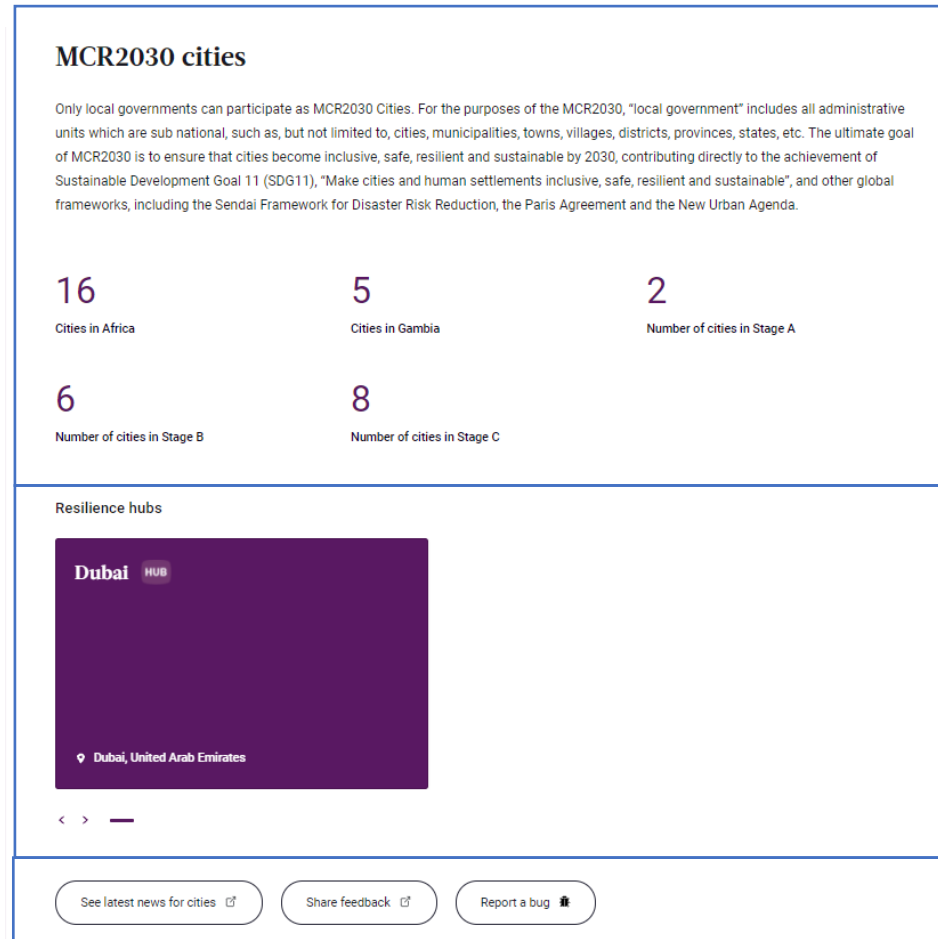 MCR2030 cities
Only local governments can participate as MCR2030 Cities. For the purposes of the MCR2030, “local government” includes all administrative
units which are sub national, such as, but not limited to, cities, municipalities, towns, villages, districts, provinces, states, etc. The ultimate goal
of MCR2030 is to ensure that cities become inclusive, safe, resilient and sustainable by 2030, contributing directly to the achievement of
Sustainable Development Goal 11 (SDG11), “Make cities and human settlements inclusive, safe, resilient and sustainable”, and other global
frameworks, including the Sendai Framework for Disaster Risk Reduction, the Paris Agreement and the New Urban Agenda.
16 5 2
Cities in Africa Cities in Gambia Number of cities in Stage A
6 8
Number of cities in Stage B Number of cities in Stage C
Resilience hubs
Dubai HUB
Dubai, United Arab Emirates
See latest news for cities Share feedback Report a bug